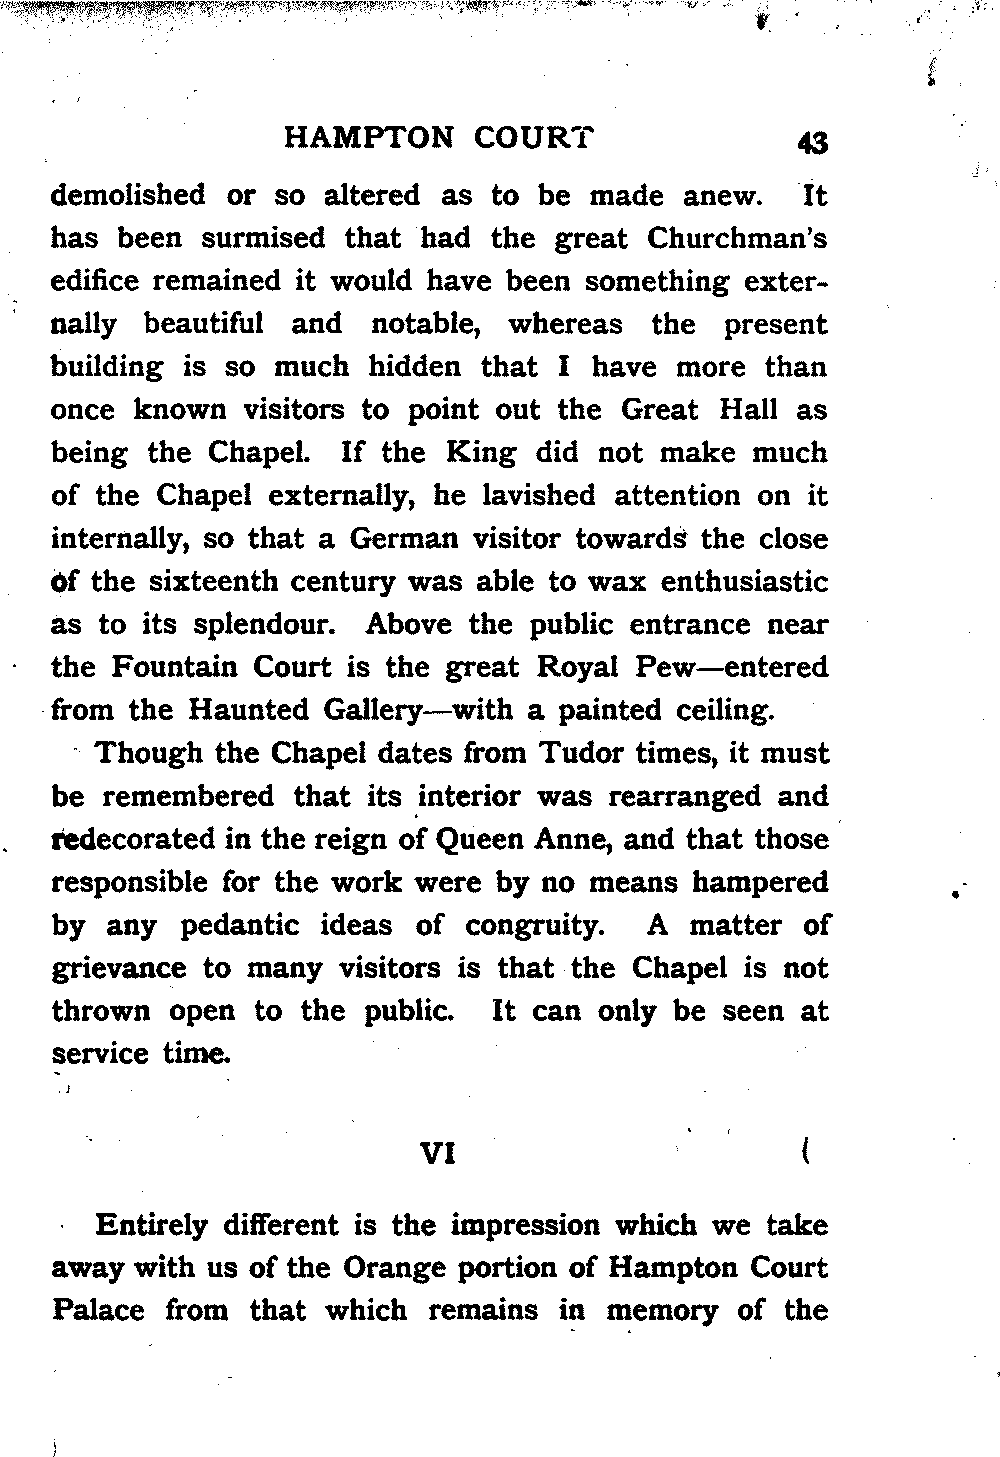 HAMPTON COURT 43
demolished or so altered as to be made anew. It
has been surmised that had the great Churchman's
edifice remained it would have been something exter-
nally beautiful and notable, whereas the present
building is so much hidden that I have more than
once known visitors to point out the Great Hall as
being the Chapel. If the King did not make much
of the Chapel externally, he lavished attention on it
internally, so that a German visitor towards the close
of the sixteenth century was able to wax enthusiastic
as to its splendour. Above the public entrance near
the Fountain Court is the great Royal Pew—entered
from the Haunted Gallery—with a painted ceiling.
Though the Chapel dates from Tudor times, it must
be remembered that its interior was rearranged and
redecorated in the reign of Queen Anne, and that those
responsible for the work were by no means hampered
by any pedantic ideas of congruity. A matter of
grievance to many visitors is that the Chapel is not
thrown open to the public. It can only be seen at
service time.
VI
Entirely different is the impression which we take
away with us of the Orange portion of Hampton Court
Palace from that which remains in memory of the